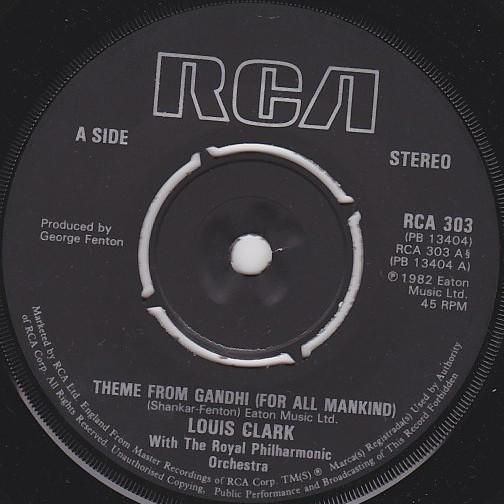 RCA
A SIDE
STEREO
Produced by
George Fenton
RCA 303
(PB 13404)
RCA 303 A§
(PB 13404 A)
℗ 1982 Eaton
Music Ltd.
45 RPM
THEME FROM GANDHI (FOR ALL MANKIND)
(Shankar-Fenton) Eaton Music Ltd.
LOUIS CLARK
With The Royal Philharmonic
Orchestra
Marketed by RCA Ltd. England From Master Recordings of RCA Corp. TM(S) ® Marca(s) Registrada(s) Used by Authority
of RCA Corp. All Rights Reserved. Unauthorised Copying, Public Performance and Broadcasting of This Record Forbidden.